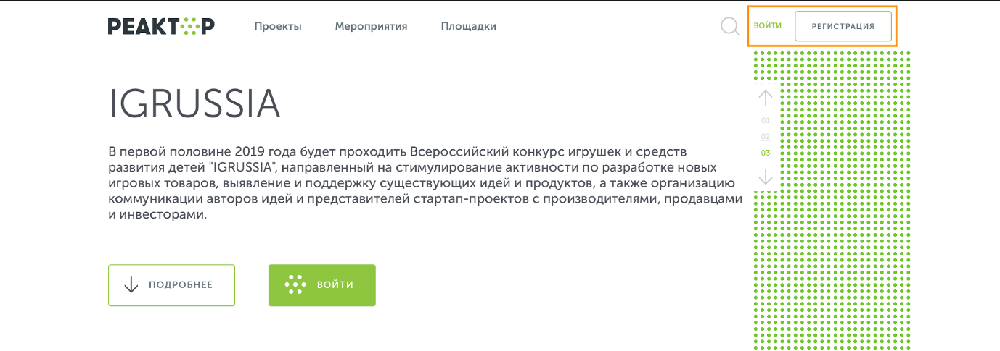 РЕАКТОР
Проекты Мероприятия Площадки
ВОЙТИ РЕГИСТРАЦИЯ
IGRUSSIA
В первой половине 2019 года будет проходить Всероссийский конкурс игрушек и средств
развития детей "IGRUSSIA", направленный на стимулирование активности по разработке новых
игровых товаров, выявление и поддержку существующих идей и продуктов, а также организацию
коммуникации авторов идей и представителей стартап-проектов с производителями, продавцами
и инвесторами.
01
02
03
ПОДРОБНЕЕ
ВОЙТИ